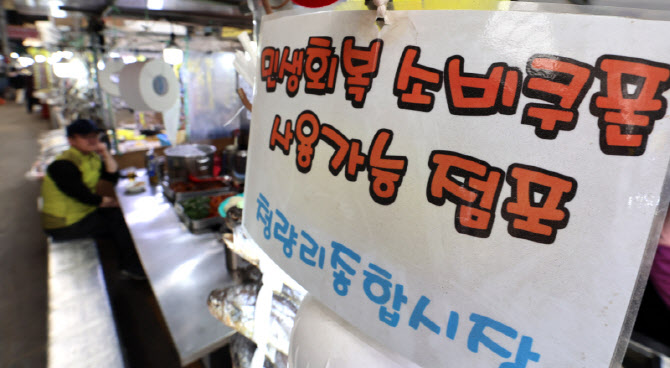 민생회복 소비쿠폰
사용가능 점포
청량리종합시장